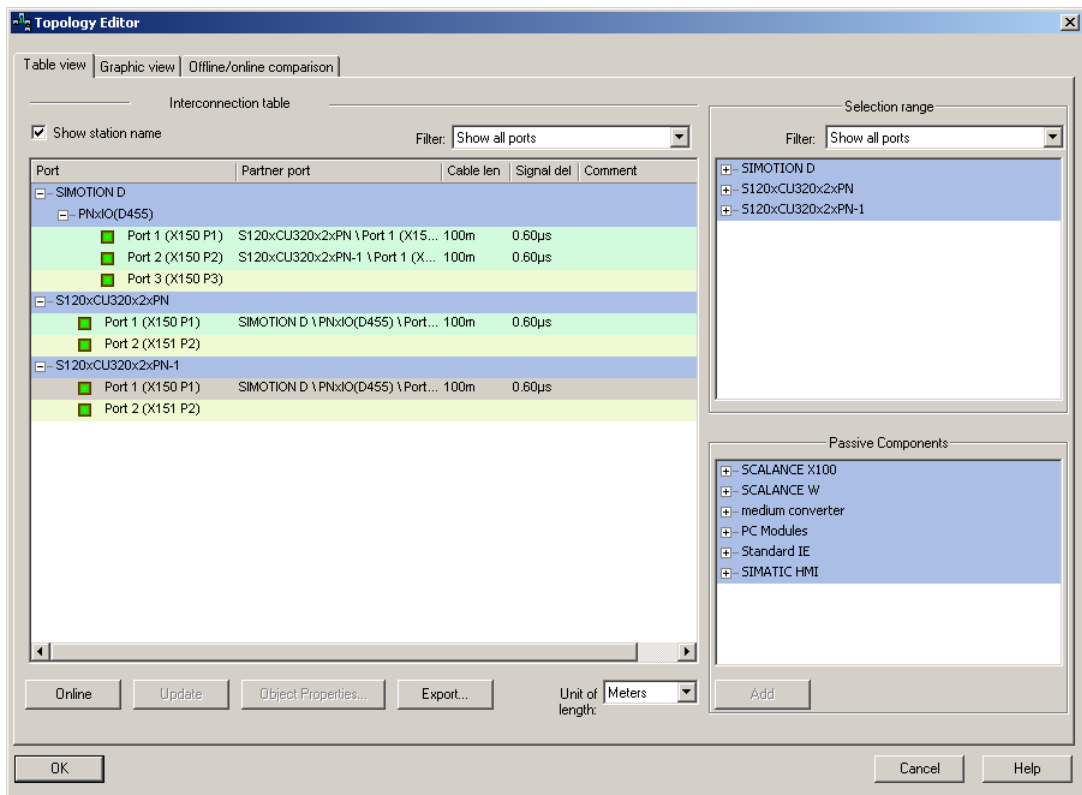 Topology Editor
Table view Graphic view Offline/online comparison
Interconnection table
Show station name Filter: Show all ports
Port Partner port Cable len Signal del Comment
SIMOTION D
PNxIO(D455)
Port 1 (X150 P1) S120xCU320x2xPN \ Port 1 (X15... 100m 0.60µs
Port 2 (X150 P2) S120xCU320x2xPN-1 \ Port 1 (X... 100m 0.60µs
Port 3 (X150 P3)
S120xCU320x2xPN
Port 1 (X150 P1) SIMOTION D \ PNxIO(D455) \ Port... 100m 0.60µs
Port 2 (X151 P2)
S120xCU320x2xPN-1
Port 1 (X150 P1) SIMOTION D \ PNxIO(D455) \ Port... 100m 0.60µs
Port 2 (X151 P2)
Online Update Object Properties... Export... Unit of length: Meters
Selection range
Filter: Show all ports
SIMOTION D
S120xCU320x2xPN
S120xCU320x2xPN-1
Passive Components
SCALANCE X100
SCALANCE W
medium converter
PC Modules
Standard IE
SIMATIC HMI
Add
OK Cancel Help